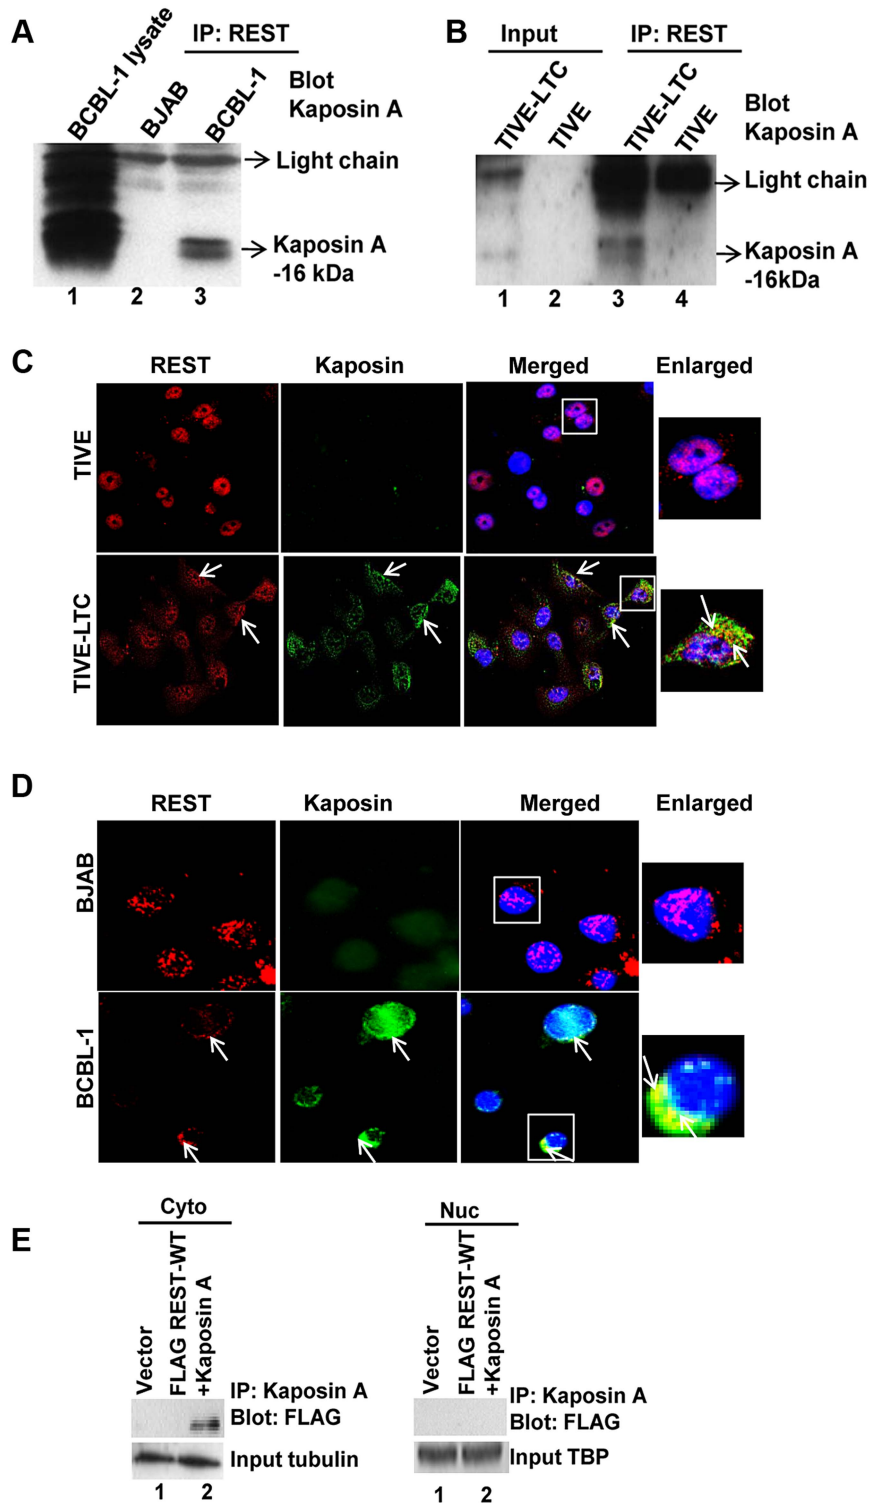 A
BCBL-1 lysate
IP: REST
BJAB
BCBL-1
Blot
Kaposin A
Light chain
Kaposin A
-16 kDa
1 2 3
B
Input
IP: REST
TIVE-LTC
TIVE
TIVE-LTC
TIVE
Blot
Kaposin A
Light chain
Kaposin A
-16kDa
1 2 3 4
C
REST Kaposin Merged Enlarged
TIVE
TIVE-LTC
D
REST Kaposin Merged Enlarged
BJAB
BCBL-1
E
Cyto
Vector
FLAG REST-WT
+Kaposin A
IP: Kaposin A
Blot: FLAG
Input tubulin
1 2
Nuc
Vector
FLAG REST-WT
+Kaposin A
IP: Kaposin A
Blot: FLAG
Input TBP
1 2